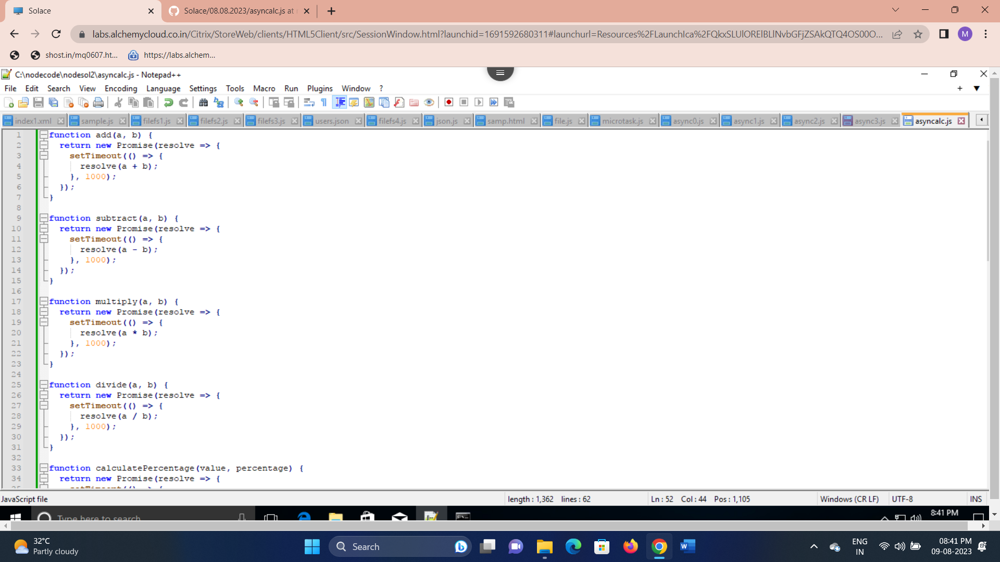 Solace
Solace/08.08.2023/asyncalc.js at
labs.alchemycloud.co.in/Citrix/StoreWeb/clients/HTML5Client/src/SessionWindow.html?launchid=1691592680311#launchurl=Resources%2FLaunchIca%2F
M
shost.in/mq0607.ht...
https://labs.alchem...
C:\nodecode\nodesol2\asyncalc.js - Notepad++
File Edit Search View Encoding Language Settings Tools Macro Run Plugins Window ?
index1.xml sample.js filefs1.js filefs2.js filefs3.js users.json filefs4.js json.js samp.html file.js microtask.js async0.js async1.js async2.js async3.js asyncalc.js
1 function add(a, b) {
2 return new Promise(resolve => {
3 setTimeout(() => {
4 resolve(a + b);
5 }, 1000);
6 });
7 }
8
9 function subtract(a, b) {
10 return new Promise(resolve => {
11 setTimeout(() => {
12 resolve(a - b);
13 }, 1000);
14 });
15 }
16
17 function multiply(a, b) {
18 return new Promise(resolve => {
19 setTimeout(() => {
20 resolve(a * b);
21 }, 1000);
22 });
23 }
24
25 function divide(a, b) {
26 return new Promise(resolve => {
27 setTimeout(() => {
28 resolve(a / b);
29 }, 1000);
30 });
31 }
32
33 function calculatePercentage(value, percentage) {
34 return new Promise(resolve => {
JavaScript file length : 1,362 lines : 62 Ln : 52 Col : 44 Pos : 1,105 Windows (CR LF) UTF-8 INS
Type here to search
8:41 PM
32°C
Partly cloudy
Search
ENG
IN
08:41 PM
09-08-2023